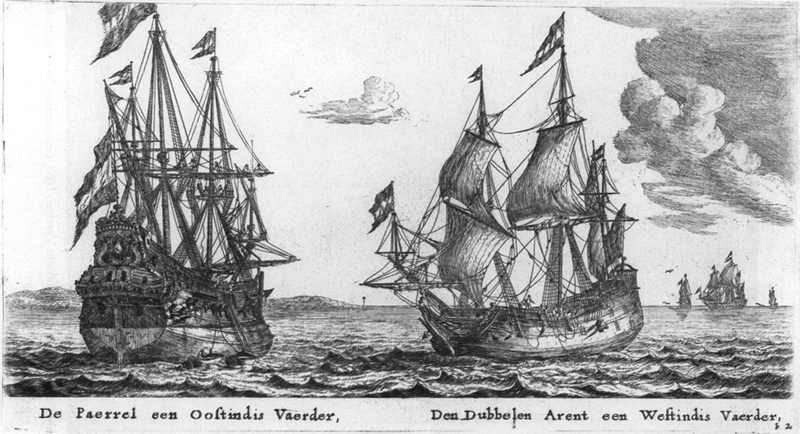 De Paerrel een Ooſtindis Vaerder,
Den Dubbelen Arent een Weſtindis Vaerder,